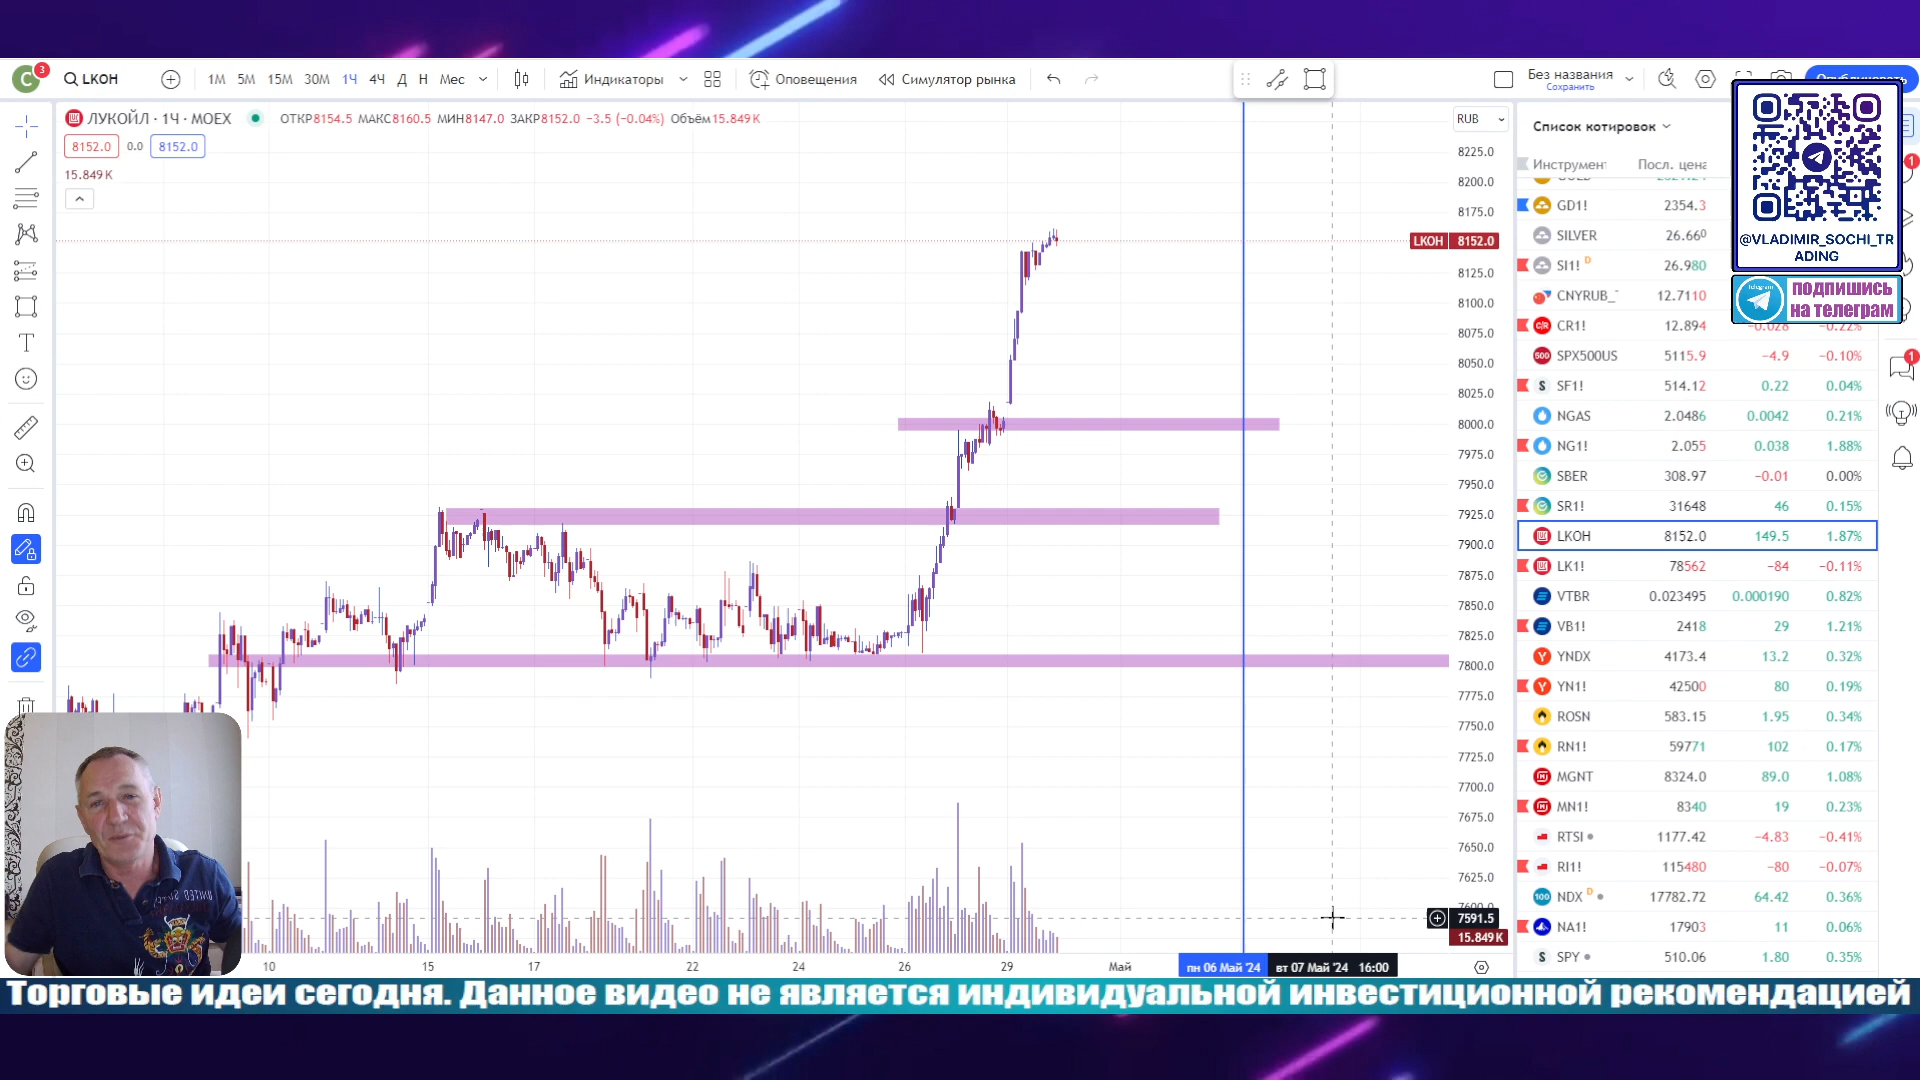 C 3 LKOH 1М 5М 15М 30М 1Ч 4Ч Д Н Мес Индикаторы Оповещения Симулятор рынка Без названия
Сохранить
ЛУКОЙЛ · 1Ч · MOEX ОТКР8154.5 МАКС8160.5 МИН8147.0 ЗАКР8152.0 −3.5 (−0.04%) Объём15.849 K
8152.0 0.0 8152.0
15.849 K
RUB
8225.0
8200.0
8175.0
LKOH 8152.0
8125.0
8100.0
8075.0
8050.0
8025.0
8000.0
7975.0
7950.0
7925.0
7900.0
7875.0
7850.0
7825.0
7800.0
7775.0
7750.0
7725.0
7700.0
7675.0
7650.0
7625.0
7591.5
15.849 K
10 15 17 22 24 26 29 Май пн 06 Май '24 вт 07 Май '24 16:00
Список котировок
Инструмент Посл. цена
GD1! 2354.3
SILVER 26.660
SI1! D 26.980
CNYRUB_ 12.7110
CR1! 12.894 −0.028 −0.22%
SPX500US 5115.9 −4.9 −0.10%
SF1! 514.12 0.22 0.04%
NGAS 2.0486 0.0042 0.21%
NG1! 2.055 0.038 1.88%
SBER 308.97 −0.01 0.00%
SR1! 31648 46 0.15%
LKOH 8152.0 149.5 1.87%
LK1! 78562 −84 −0.11%
VTBR 0.023495 0.000190 0.82%
VB1! 2418 29 1.21%
YNDX 4173.4 13.2 0.32%
YN1! 42500 80 0.19%
ROSN 583.15 1.95 0.34%
RN1! 59771 102 0.17%
MGNT 8324.0 89.0 1.08%
MN1! 8340 19 0.23%
RTSI 1177.42 −4.83 −0.41%
RI1! 115480 −80 −0.07%
NDX D 17782.72 64.42 0.36%
NA1! 17903 11 0.06%
SPY 510.06 1.80 0.35%
@VLADIMIR_SOCHI_TR
ADING
Telegram
подпишись
на телеграм
1
1
Торговые идеи сегодня. Данное видео не является индивидуальной инвестиционной рекомендацией